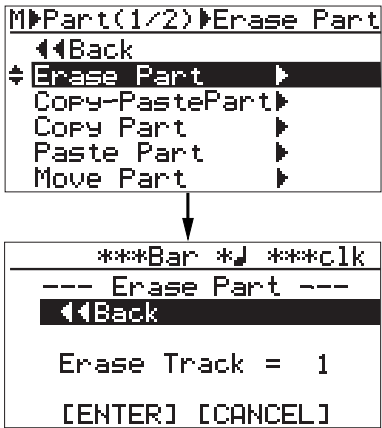 M▶Part(1/2)▶Erase Part
◀◀Back
Erase Part ▶
Copy-PastePart▶
Copy Part ▶
Paste Part ▶
Move Part ▶
***Bar *♩ ***clk
--- Erase Part ---
◀◀Back
Erase Track = 1
[ENTER] [CANCEL]